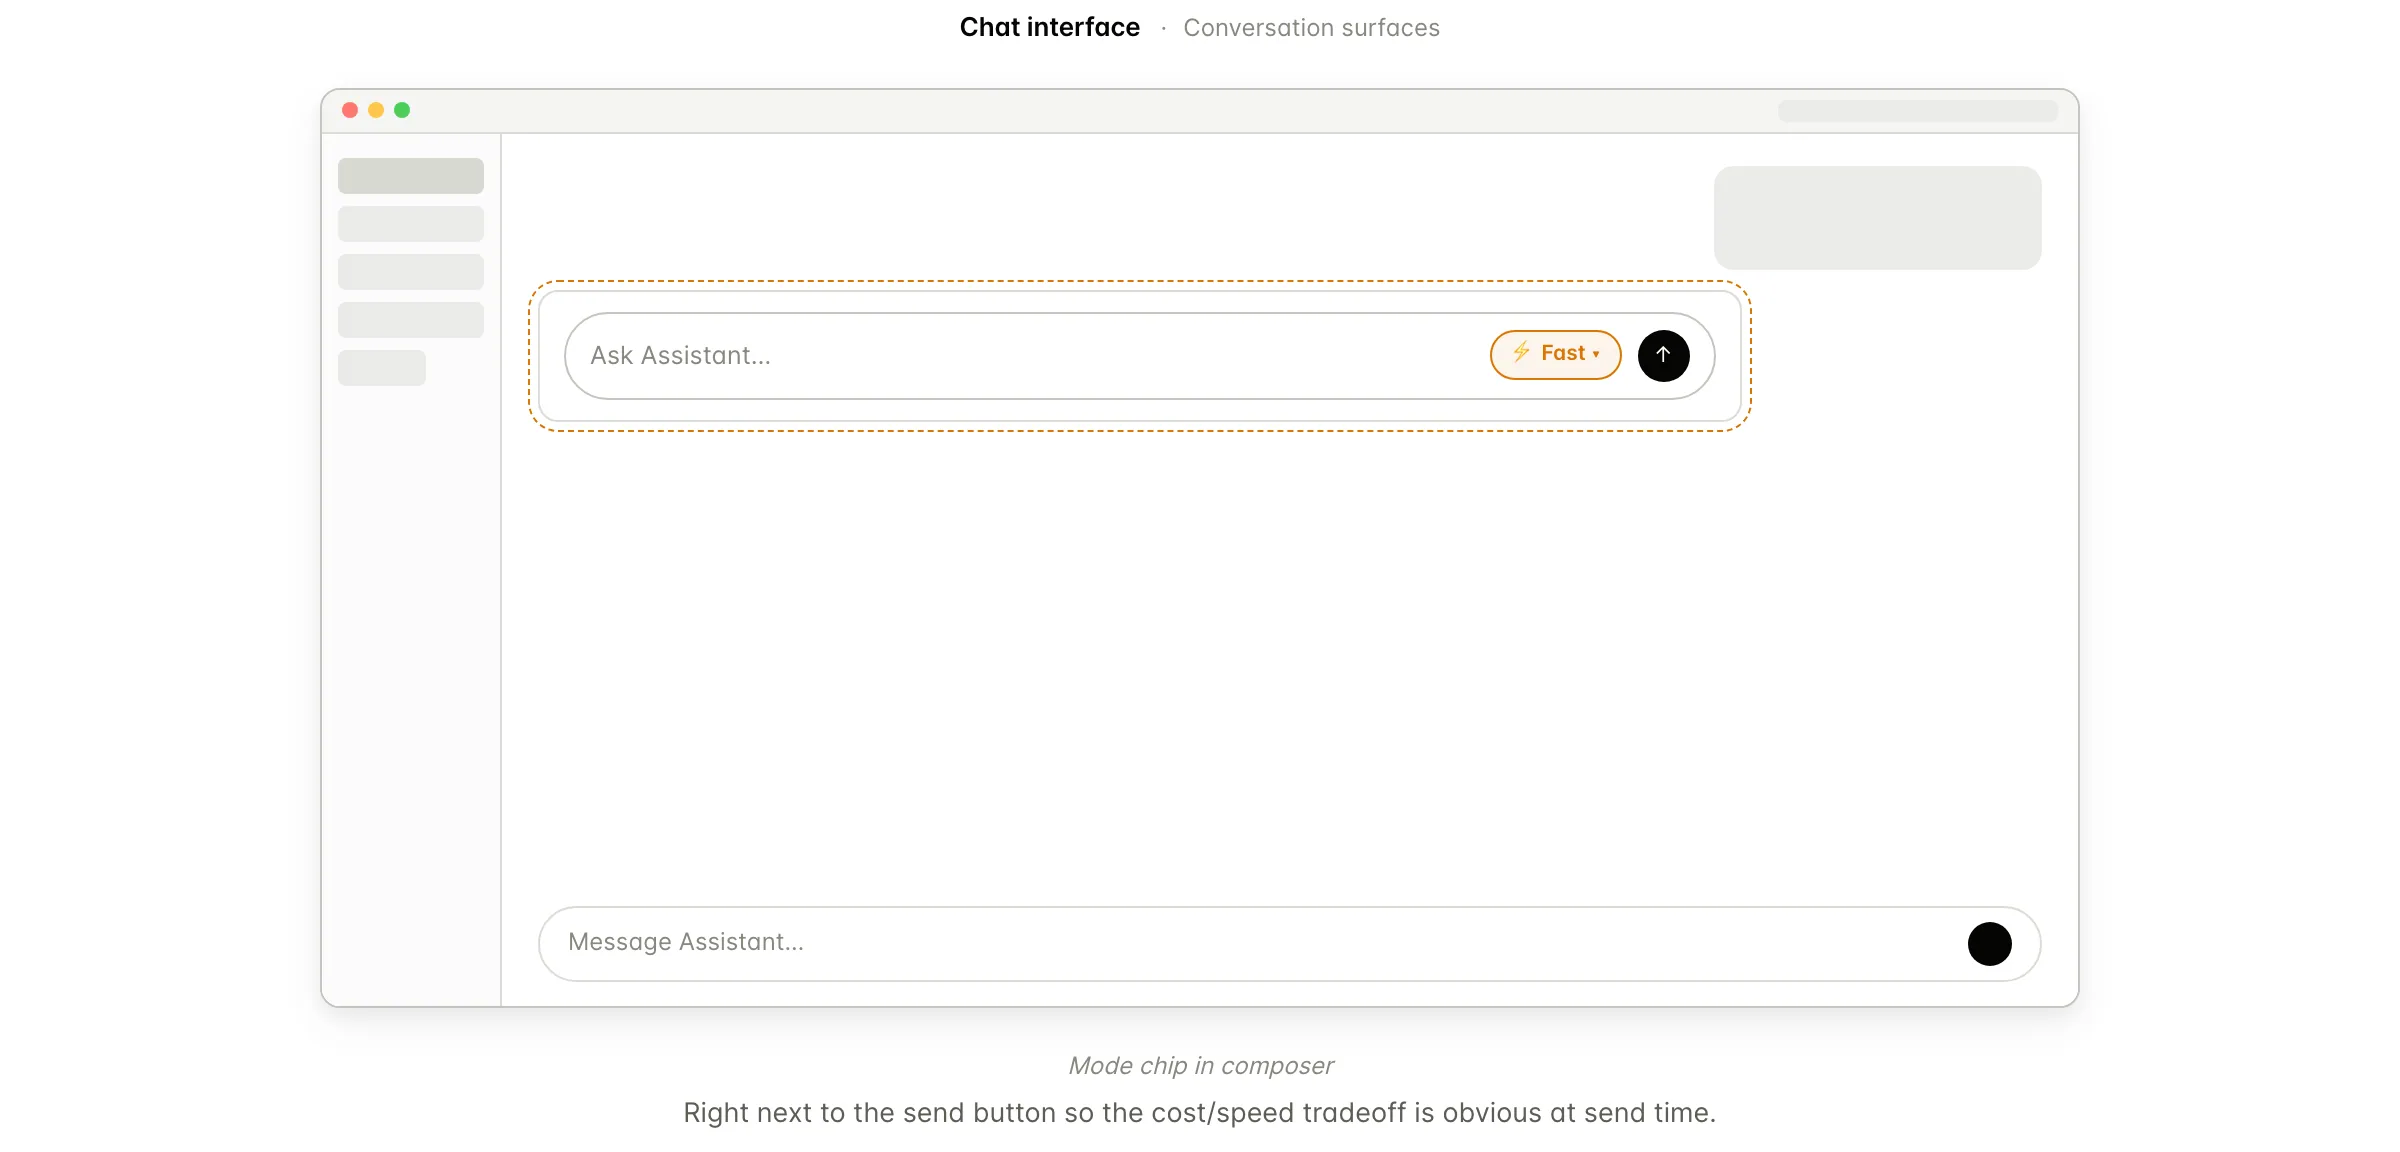 Chat interface · Conversation surfaces
Ask Assistant...
⚡ Fast ▾
↑
Message Assistant...
Mode chip in composer
Right next to the send button so the cost/speed tradeoff is obvious at send time.